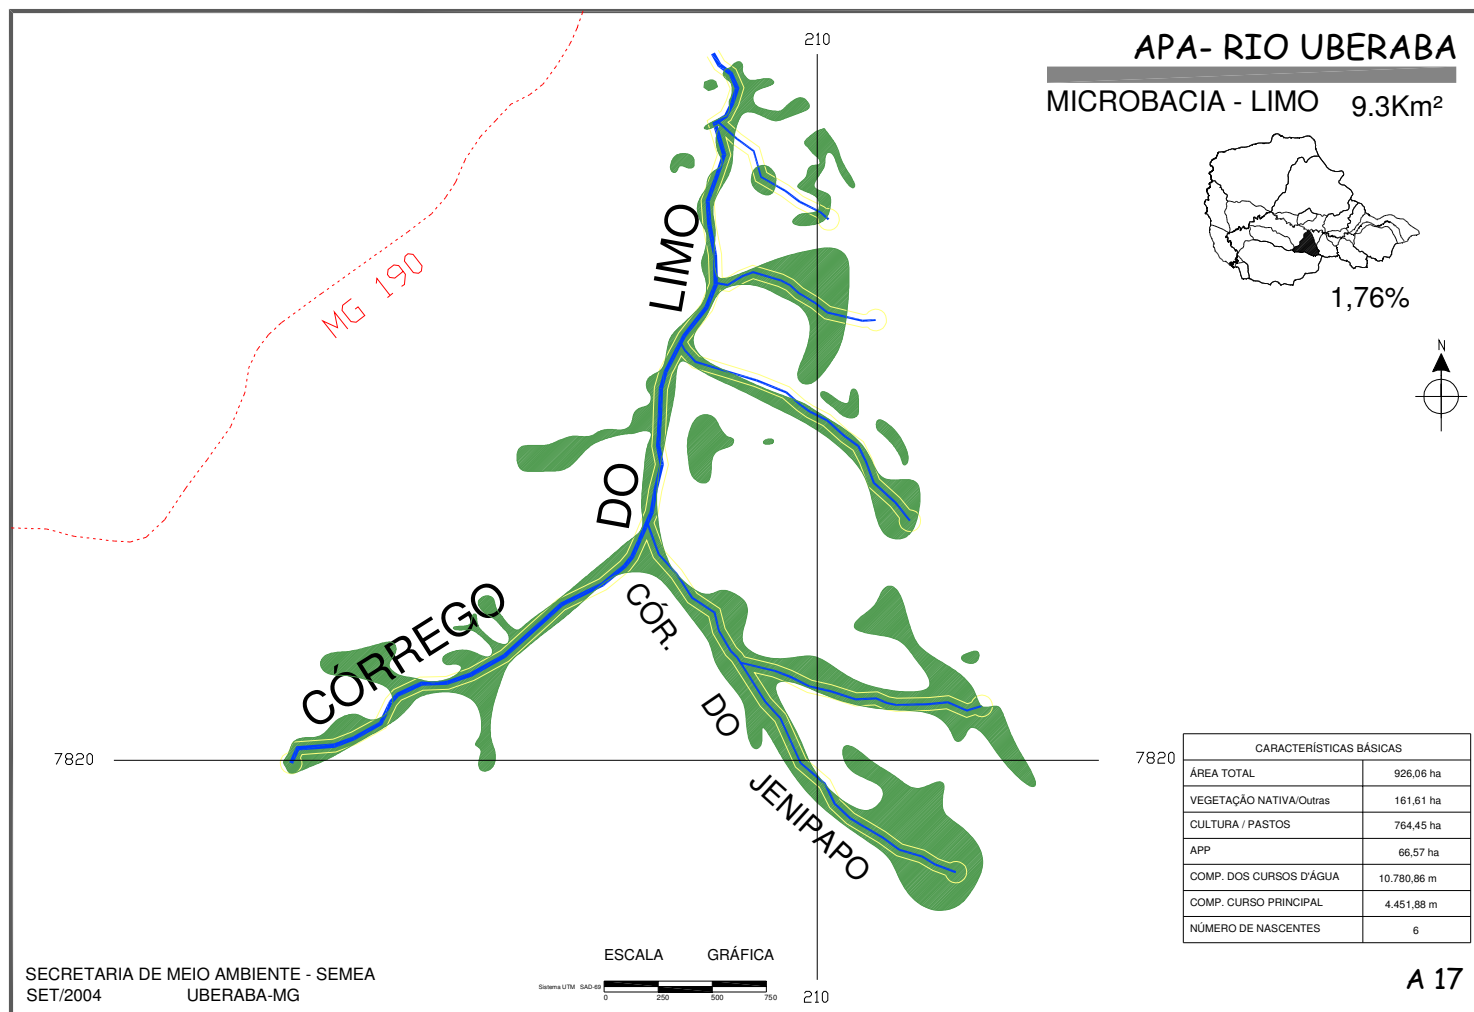 210
APA- RIO UBERABA
MICROBACIA - LIMO 9.3Km²
1,76%
N
MG 190
LIMO
DO
CÓRREGO
CÓR.
DO
JENIPAPO
7820
7820
CARACTERÍSTICAS BÁSICAS
ÁREA TOTAL 926,06 ha
VEGETAÇÃO NATIVA/Outras 161,61 ha
CULTURA / PASTOS 764,45 ha
APP 66,57 ha
COMP. DOS CURSOS D'ÁGUA 10.780,86 m
COMP. CURSO PRINCIPAL 4.451,88 m
NÚMERO DE NASCENTES 6
ESCALA GRÁFICA
Sistema UTM SAD-69
0 250 500 750
210
SECRETARIA DE MEIO AMBIENTE - SEMEA
SET/2004 UBERABA-MG
A 17